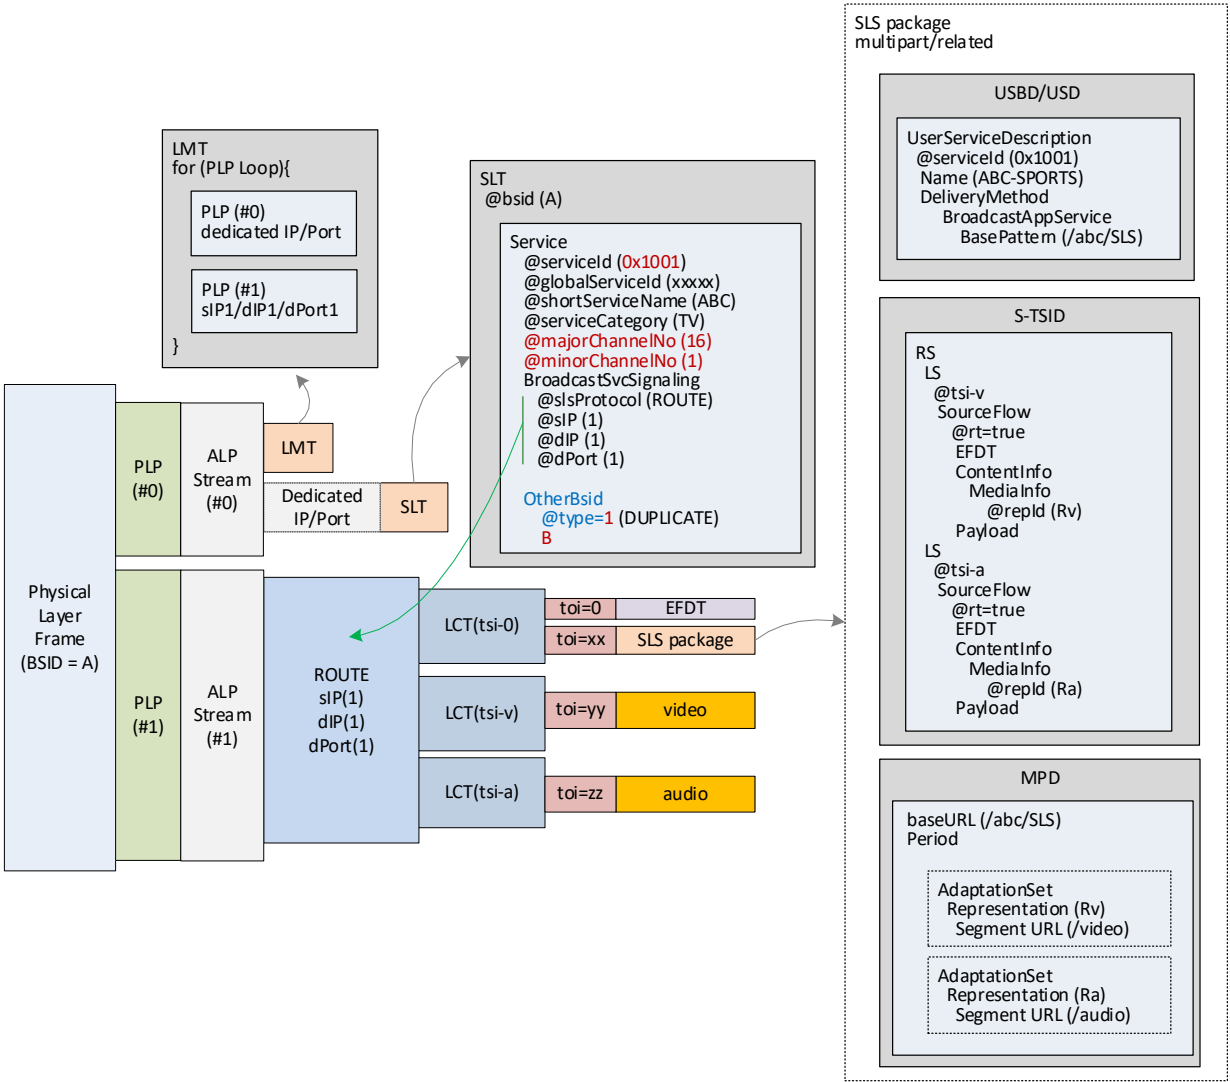 SLS package
multipart/related
USBD/USD
UserServiceDescription
@serviceId (0x1001)
Name (ABC-SPORTS)
DeliveryMethod
BroadcastAppService
BasePattern (/abc/SLS)
S-TSID
RS
LS
@tsi-v
SourceFlow
@rt=true
EFDT
ContentInfo
MediaInfo
@repId (Rv)
Payload
LS
@tsi-a
SourceFlow
@rt=true
EFDT
ContentInfo
MediaInfo
@repId (Ra)
Payload
MPD
baseURL (/abc/SLS)
Period
AdaptationSet
Representation (Rv)
Segment URL (/video)
AdaptationSet
Representation (Ra)
Segment URL (/audio)
LMT
for (PLP Loop){
PLP (#0)
dedicated IP/Port
PLP (#1)
sIP1/dIP1/dPort1
}
SLT
@bsid (A)
Service
@serviceId (0x1001)
@globalServiceId (xxxxx)
@shortServiceName (ABC)
@serviceCategory (TV)
@majorChannelNo (16)
@minorChannelNo (1)
BroadcastSvcSignaling
@slsProtocol (ROUTE)
@sIP (1)
@dIP (1)
@dPort (1)
OtherBsid
@type=1 (DUPLICATE)
B
Physical
Layer
Frame
(BSID = A)
PLP
(#0)
ALP
Stream
(#0)
LMT
Dedicated
IP/Port
SLT
PLP
(#1)
ALP
Stream
(#1)
ROUTE
sIP(1)
dIP(1)
dPort(1)
LCT(tsi-0)
toi=0
EFDT
toi=xx
SLS package
LCT(tsi-v)
toi=yy
video
LCT(tsi-a)
toi=zz
audio